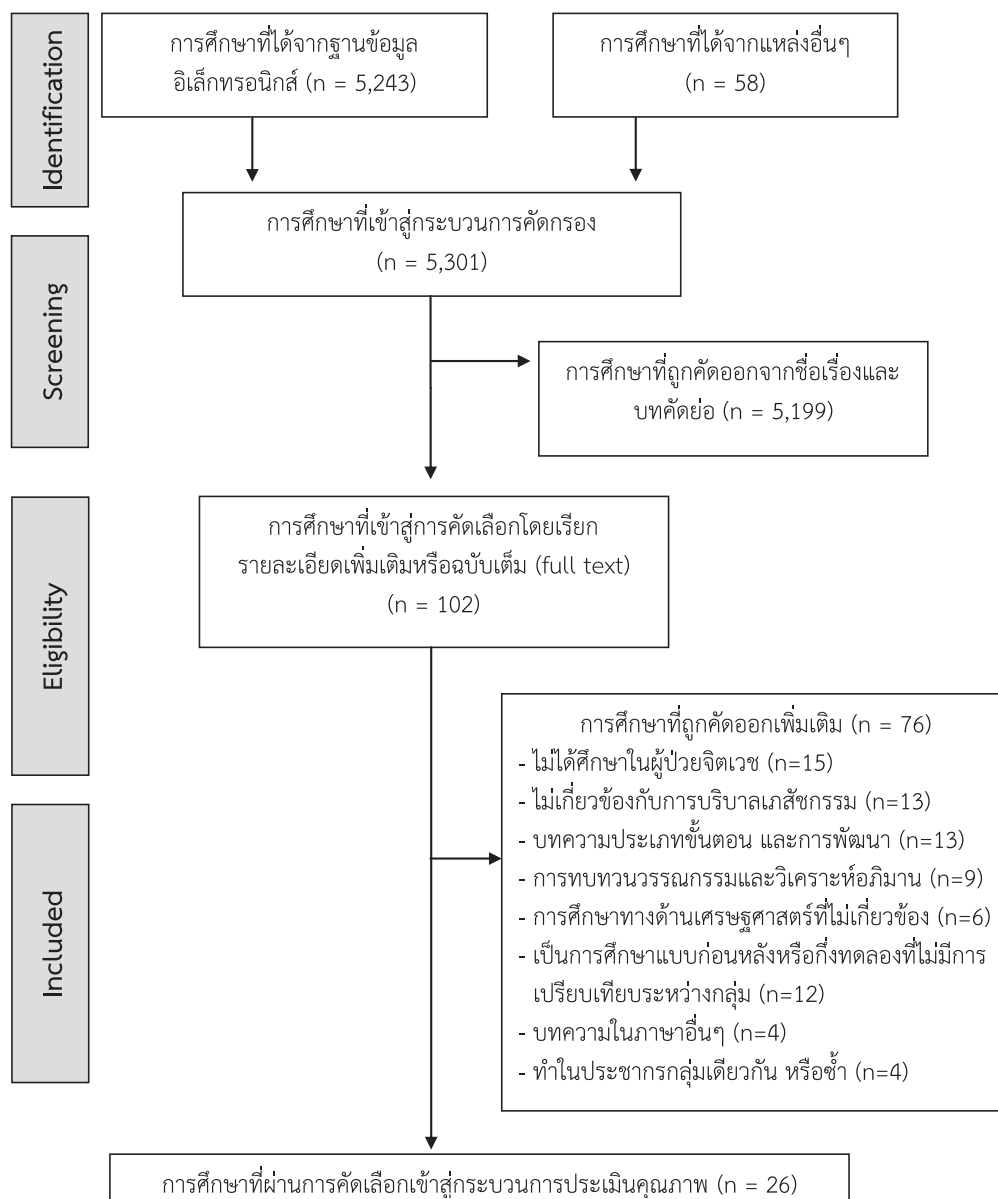 Identification
การศึกษาที่ได้จากฐานข้อมูล
อิเล็กทรอนิกส์ (n = 5,243)
การศึกษาที่ได้จากแหล่งอื่นๆ
(n = 58)
การศึกษาที่เข้าสู่กระบวนการคัดกรอง
(n = 5,301)
Screening
การศึกษาที่ถูกคัดออกจากชื่อเรื่องและ
บทคัดย่อ (n = 5,199)
Eligibility
การศึกษาที่เข้าสู่การคัดเลือกโดยเรียก
รายละเอียดเพิ่มเติมหรือฉบับเต็ม (full text)
(n = 102)
การศึกษาที่ถูกคัดออกเพิ่มเติม (n = 76)
- ไม่ได้ศึกษาในผู้ป่วยจิตเวช (n=15)
- ไม่เกี่ยวข้องกับการบริบาลเภสัชกรรม (n=13)
- บทความประเภทขั้นตอน และการพัฒนา (n=13)
- การทบทวนวรรณกรรมและวิเคราะห์อภิมาน (n=9)
- การศึกษาทางด้านเศรษฐศาสตร์ที่ไม่เกี่ยวข้อง (n=6)
- เป็นการศึกษาแบบก่อนหลังหรือกึ่งทดลองที่ไม่มีการ
เปรียบเทียบระหว่างกลุ่ม (n=12)
- บทความในภาษาอื่นๆ (n=4)
- ทำในประชากรกลุ่มเดียวกัน หรือซ้ำ (n=4)
Included
การศึกษาที่ผ่านการคัดเลือกเข้าสู่กระบวนการประเมินคุณภาพ (n = 26)